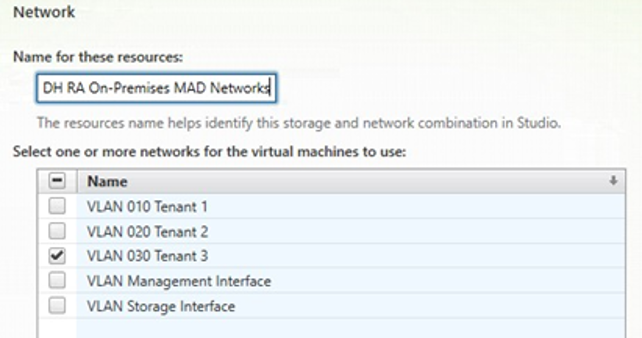 Network
Name for these resources:
DH RA On-Premises MAD Networks
The resources name helps identify this storage and network combination in Studio.
Select one or more networks for the virtual machines to use:
Name
VLAN 010 Tenant 1
VLAN 020 Tenant 2
VLAN 030 Tenant 3
VLAN Management Interface
VLAN Storage Interface